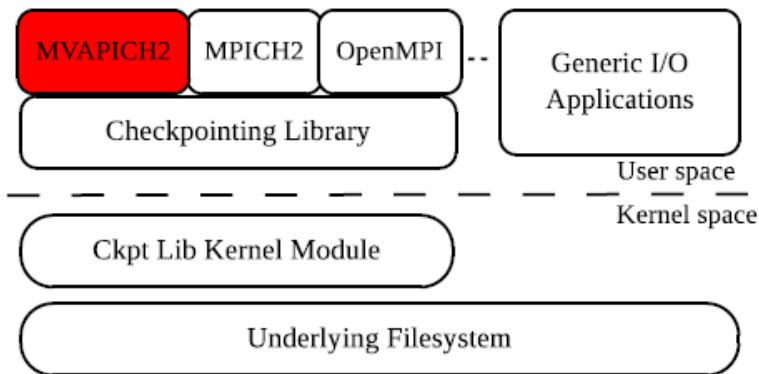 MVAPICH2
MPICH2
OpenMPI
--
Generic I/O
Applications
Checkpointing Library
User space
Kernel space
Ckpt Lib Kernel Module
Underlying Filesystem